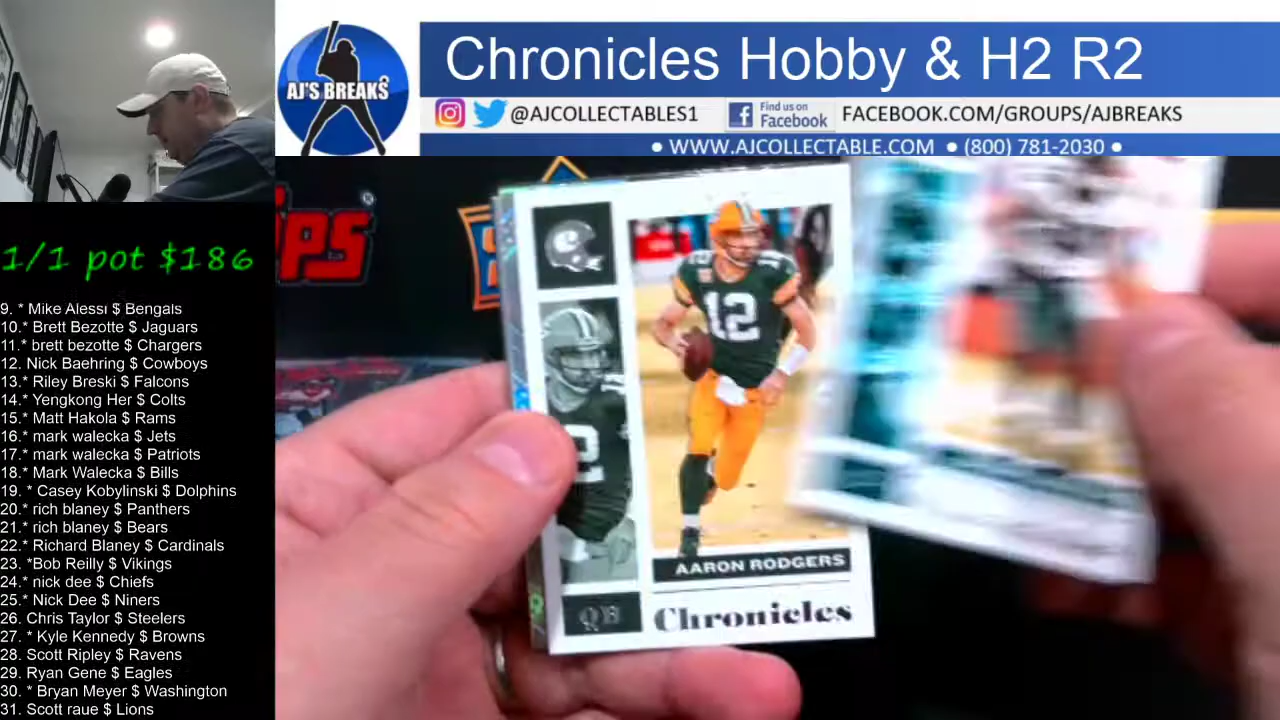 Chronicles Hobby & H2 R2
AJ'S BREAKS
@AJCOLLECTABLES1
Find us on
Facebook
FACEBOOK.COM/GROUPS/AJBREAKS
• WWW.AJCOLLECTABLE.COM • (800) 781-2030 •
1/1 pot $186
9. * Mike Alessi $ Bengals
10.* Brett Bezotte $ Jaguars
11.* brett bezotte $ Chargers
12. Nick Baehring $ Cowboys
13.* Riley Breski $ Falcons
14.* Yengkong Her $ Colts
15.* Matt Hakola $ Rams
16.* mark walecka $ Jets
17.* mark walecka $ Patriots
18.* Mark Walecka $ Bills
19. * Casey Kobylinski $ Dolphins
20.* rich blaney $ Panthers
21.* rich blaney $ Bears
22.* Richard Blaney $ Cardinals
23. *Bob Reilly $ Vikings
24.* nick dee $ Chiefs
25.* Nick Dee $ Niners
26. Chris Taylor $ Steelers
27. * Kyle Kennedy $ Browns
28. Scott Ripley $ Ravens
29. Ryan Gene $ Eagles
30. * Bryan Meyer $ Washington
31. Scott raue $ Lions
12
AARON RODGERS
QB
Chronicles